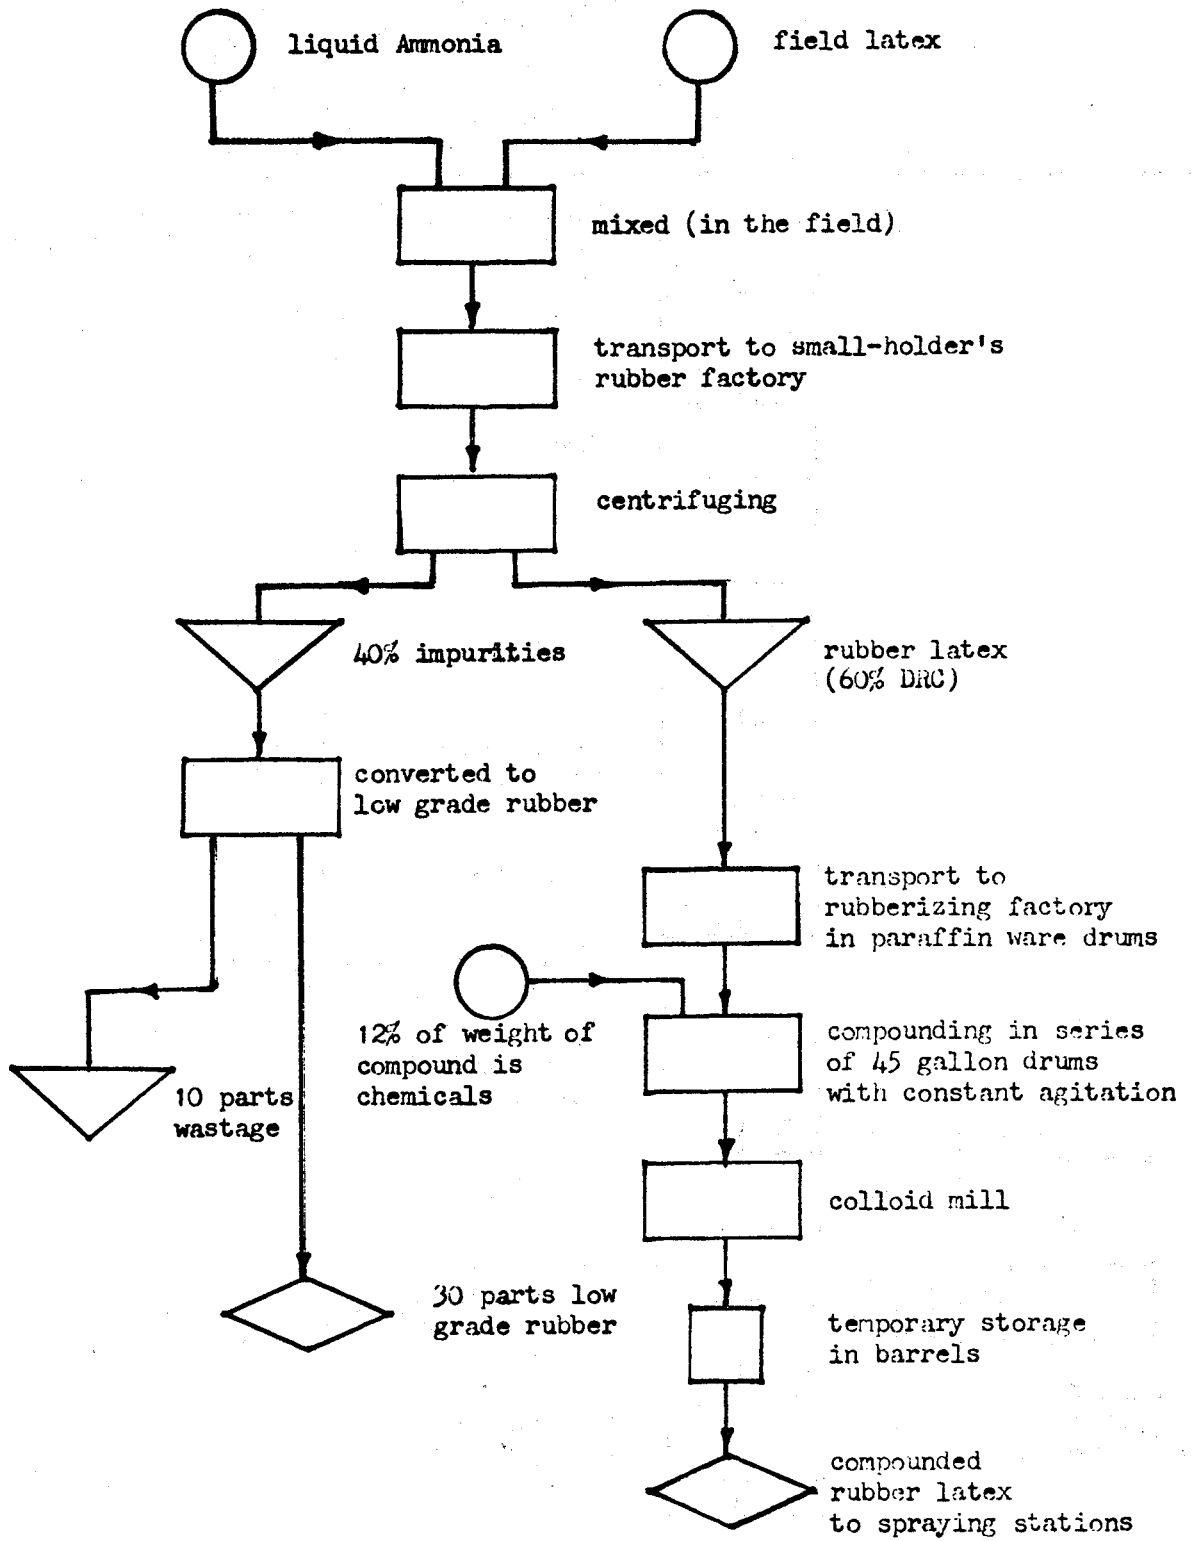 liquid Ammonia
field latex
mixed (in the field)
transport to small-holder's
rubber factory
centrifuging
40% impurities
rubber latex
(60% DRC)
converted to
low grade rubber
transport to
rubberizing factory
in paraffin ware drums
12% of weight of
compound is
chemicals
compounding in series
of 45 gallon drums
with constant agitation
10 parts
wastage
colloid mill
30 parts low
grade rubber
temporary storage
in barrels
compounded
rubber latex
to spraying stations